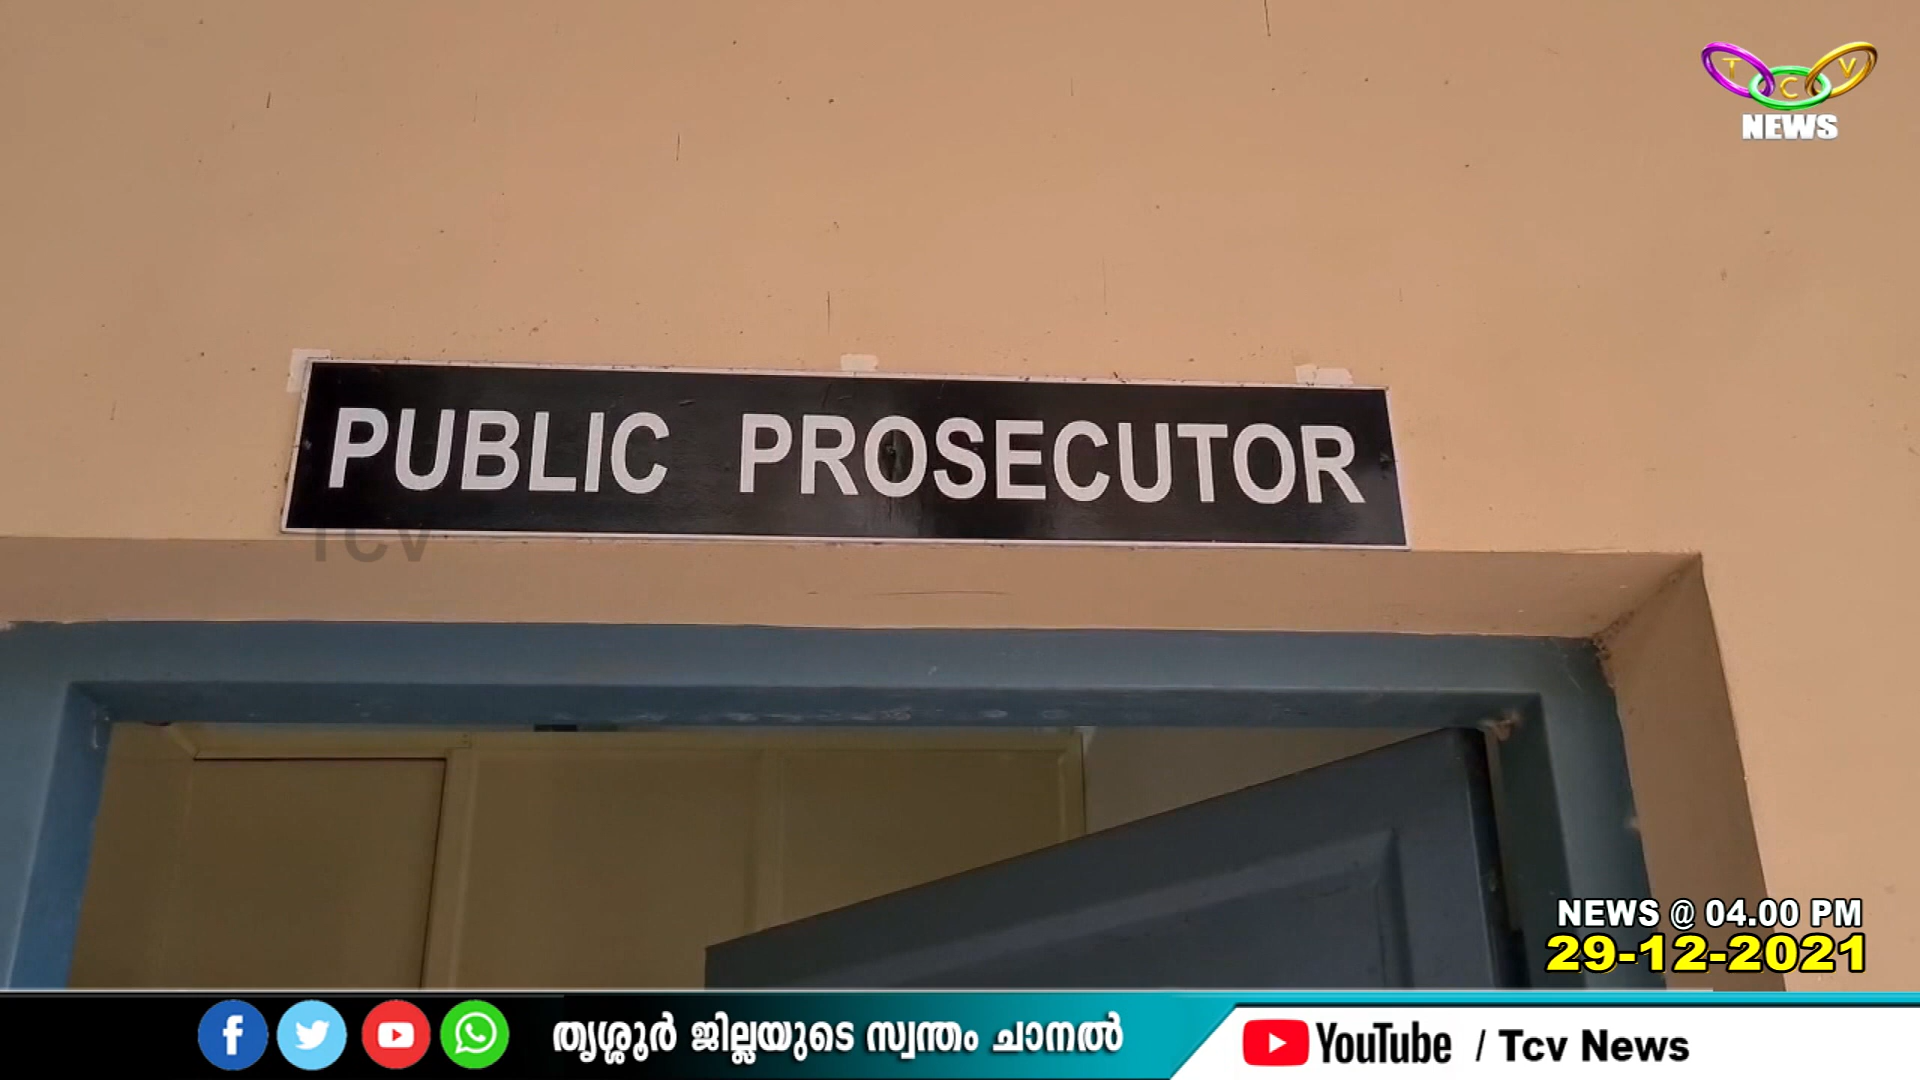 T C V
NEWS
PUBLIC PROSECUTOR
TCV
NEWS @ 04.00 PM
29-12-2021
തൃശ്ശൂർ ജില്ലയുടെ സ്വന്തം ചാനൽ
YouTube / Tcv News